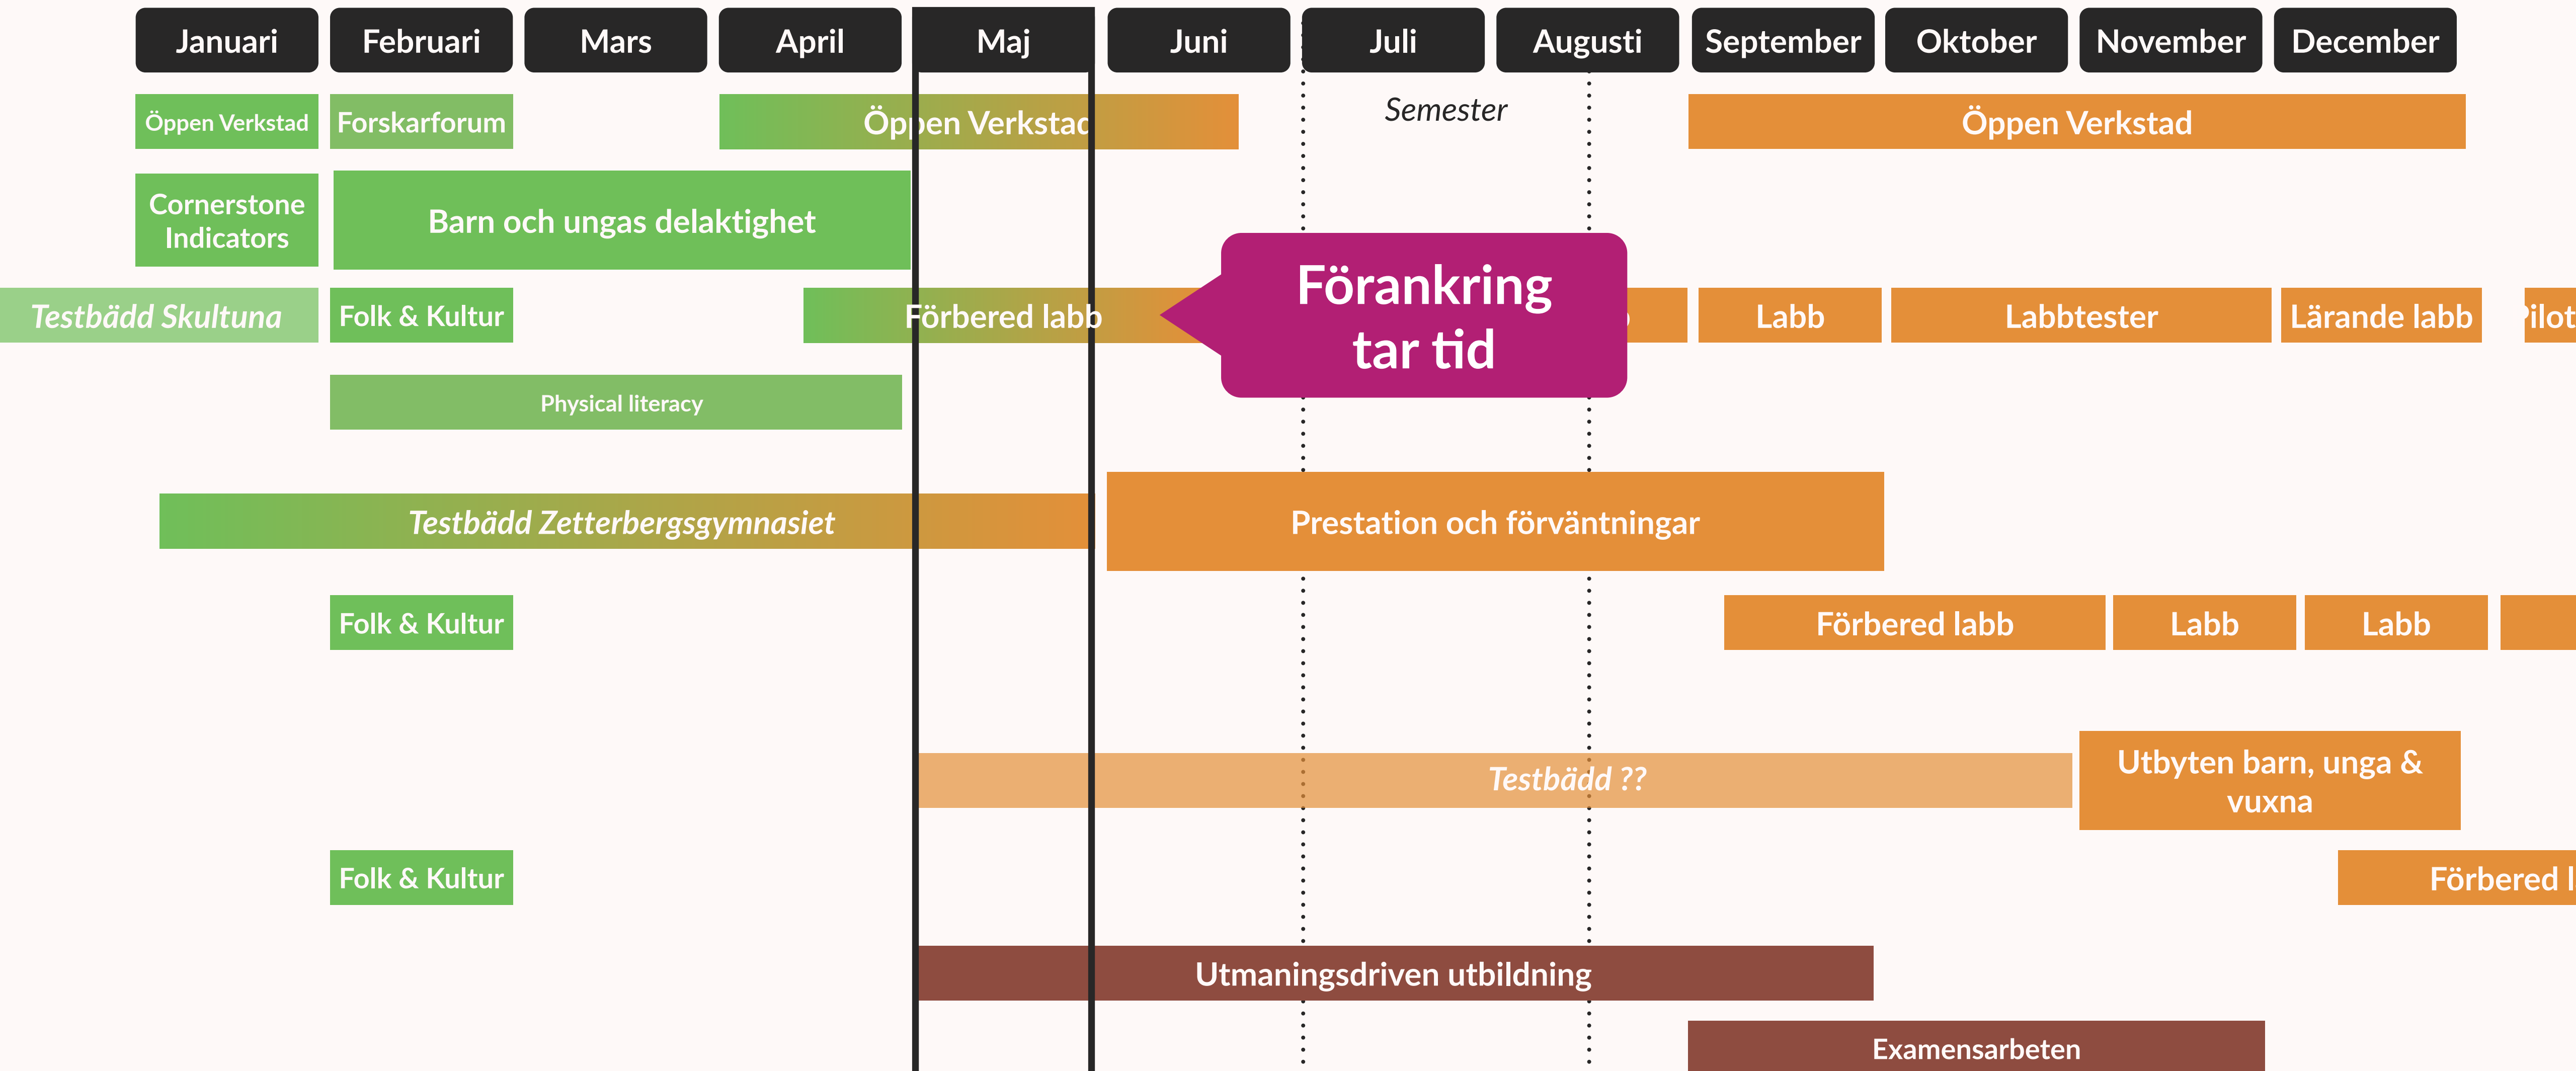 Januari
Februari
Mars
April
Maj
Juni
Juli
Augusti
September
Oktober
November
December
Öppen Verkstad
Forskarforum
Öppen Verkstad
Semester
Öppen Verkstad
Cornerstone
Indicators
Barn och ungas delaktighet
Förankring
tar tid
Testbädd Skultuna
Folk & Kultur
Förbered labb
Labb
Labbtester
Lärande labb
Pilot
Physical literacy
Testbädd Zetterbergsgymnasiet
Prestation och förväntningar
Folk & Kultur
Förbered labb
Labb
Labb
Testbädd ??
Utbyten barn, unga &
vuxna
Folk & Kultur
Förbered l
Utmaningsdriven utbildning
Examensarbeten